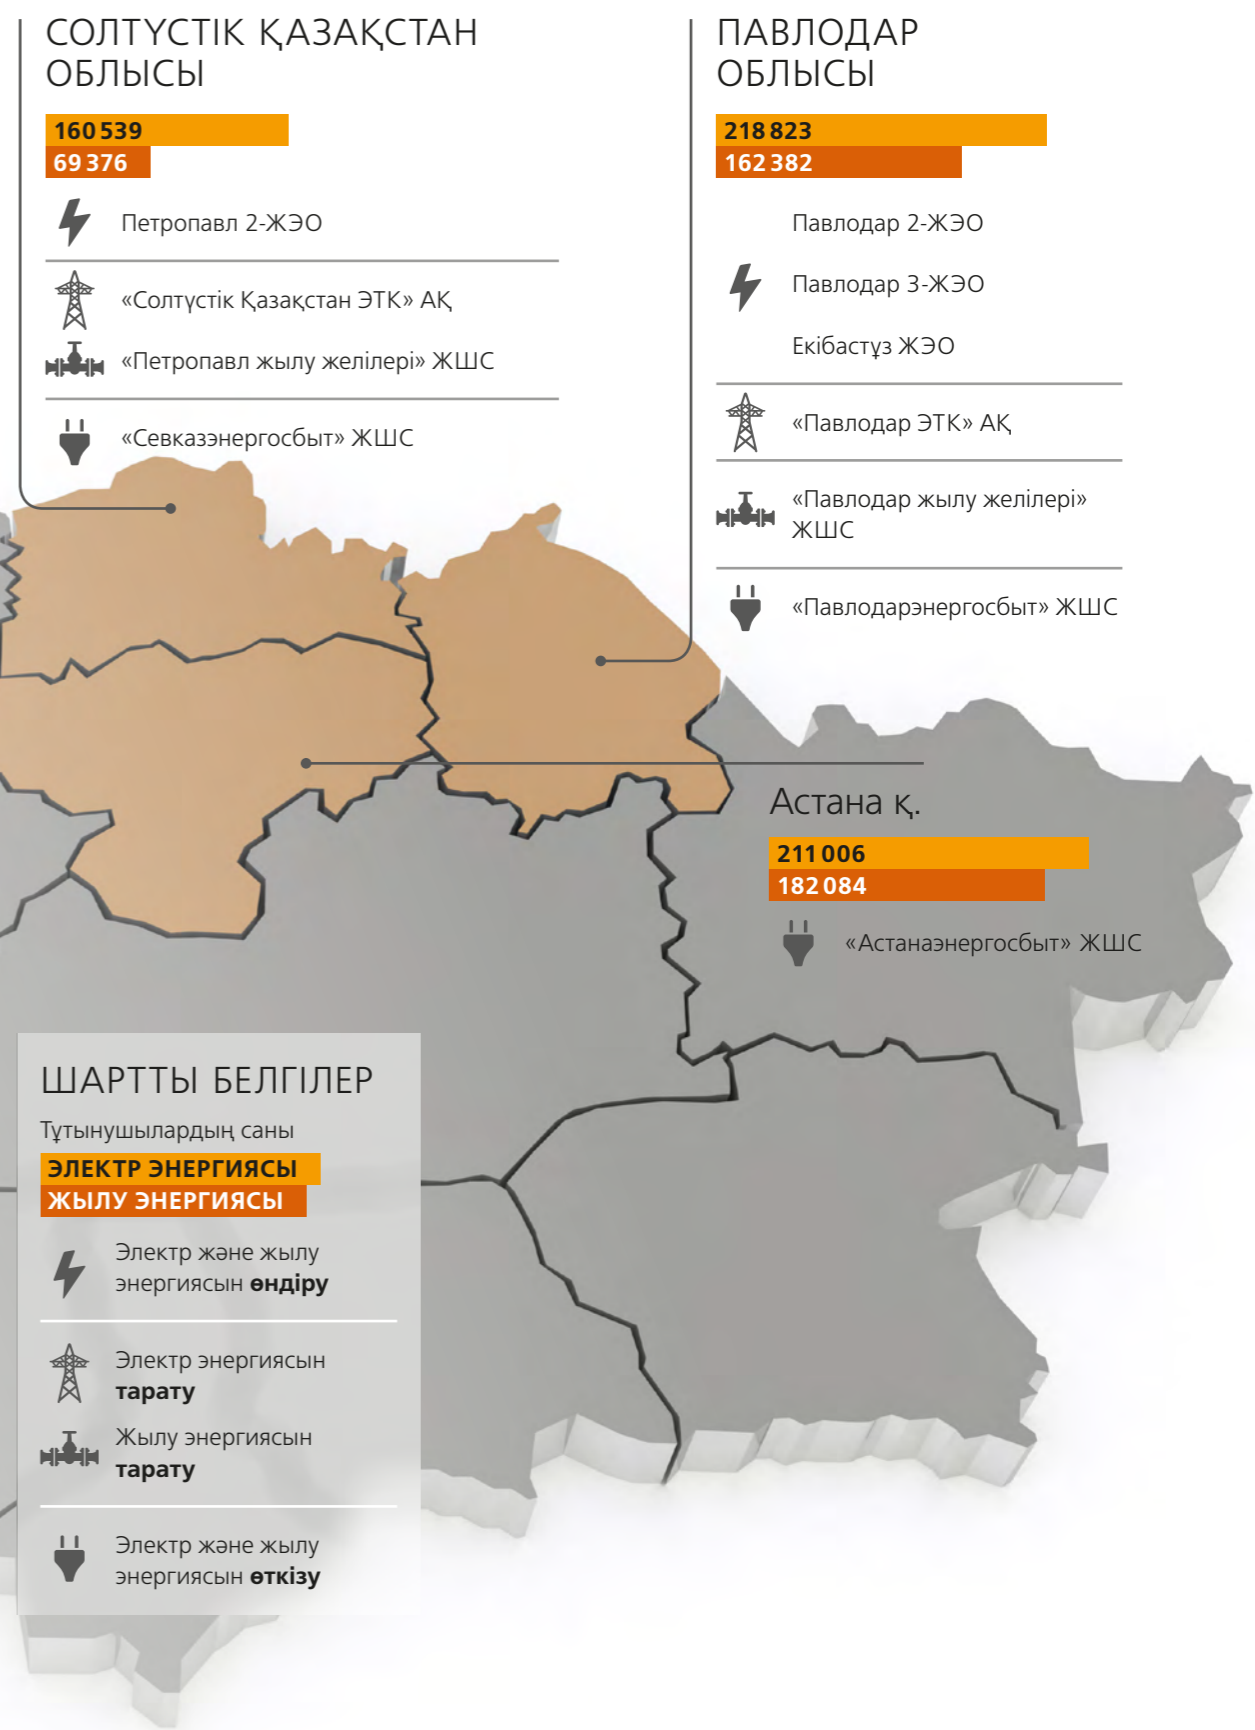 СОЛТҮСТІК ҚАЗАҚСТАН
ОБЛЫСЫ
160 539
69 376
Петропавл 2-ЖЭО
«Солтүстік Қазақстан ЭТК» АҚ
«Петропавл жылу желілері» ЖШС
«Севказэнергосбыт» ЖШС
ПАВЛОДАР
ОБЛЫСЫ
218 823
162 382
Павлодар 2-ЖЭО
Павлодар 3-ЖЭО
Екібастұз ЖЭО
«Павлодар ЭТК» АҚ
«Павлодар жылу желілері»
ЖШС
«Павлодарэнергосбыт» ЖШС
Астана қ.
211 006
182 084
«Астанаэнергосбыт» ЖШС
ШАРТТЫ БЕЛГІЛЕР
Тұтынушылардың саны
ЭЛЕКТР ЭНЕРГИЯСЫ
ЖЫЛУ ЭНЕРГИЯСЫ
Электр және жылу
энергиясын өндіру
Электр энергиясын
тарату
Жылу энергиясын
тарату
Электр және жылу
энергиясын өткізу